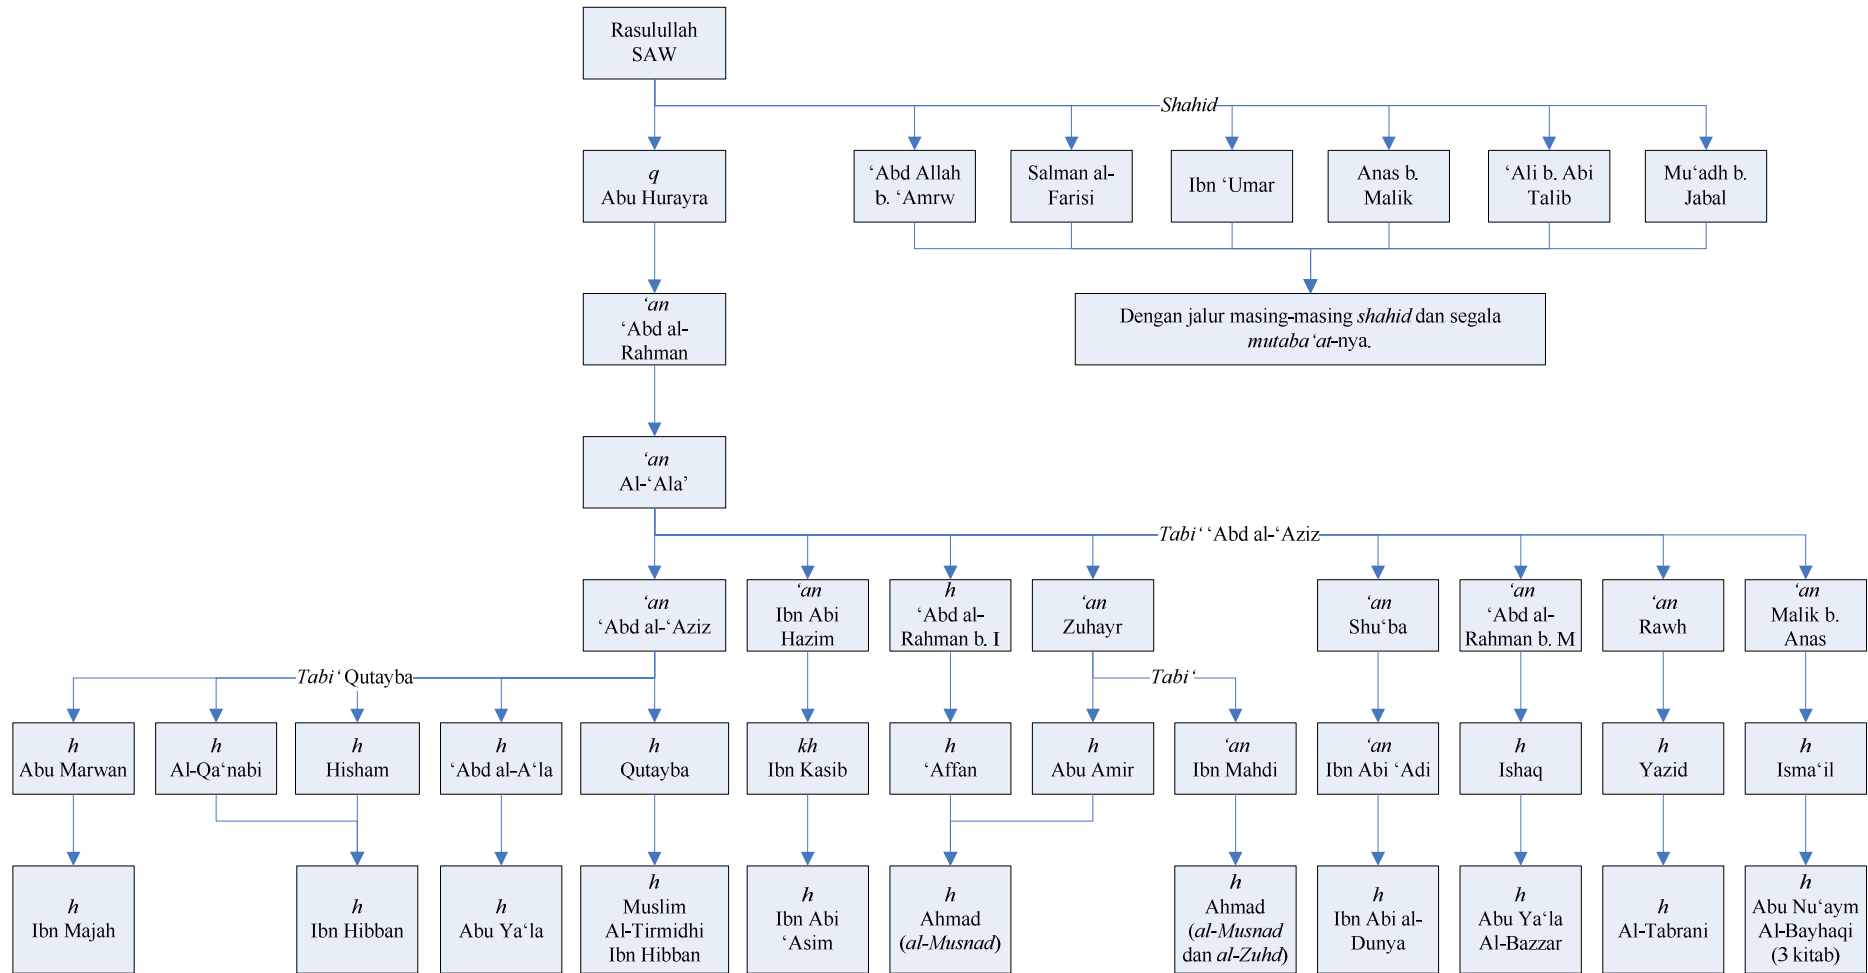 Rasulullah
SAW
Shahid
q
Abu Hurayra
‘Abd Allah
b. ‘Amrw
Salman al-
Farisi
Ibn ‘Umar
Anas b.
Malik
‘Ali b. Abi
Talib
Mu‘adh b.
Jabal
‘an
‘Abd al-
Rahman
Dengan jalur masing-masing shahid dan segala
mutaba‘at-nya.
‘an
Al-‘Ala’
Tabi‘ ‘Abd al-‘Aziz
‘an
‘Abd al-‘Aziz
‘an
Ibn Abi
Hazim
h
‘Abd al-
Rahman b. I
‘an
Zuhayr
‘an
Shu‘ba
‘an
‘Abd al-
Rahman b. M
‘an
Rawh
‘an
Malik b.
Anas
Tabi‘ Qutayba
Tabi‘
h
Abu Marwan
h
Al-Qa‘nabi
h
Hisham
h
‘Abd al-A‘la
h
Qutayba
kh
Ibn Kasib
h
‘Affan
h
Abu Amir
‘an
Ibn Mahdi
‘an
Ibn Abi ‘Adi
h
Ishaq
h
Yazid
h
Isma‘il
h
Ibn Majah
h
Ibn Hibban
h
Abu Ya‘la
h
Muslim
Al-Tirmidhi
Ibn Hibban
h
Ibn Abi
‘Asim
h
Ahmad
(al-Musnad)
h
Ahmad
(al-Musnad
dan al-Zuhd)
h
Ibn Abi al-
Dunya
h
Abu Ya‘la
Al-Bazzar
h
Al-Tabrani
h
Abu Nu‘aym
Al-Bayhaqi
(3 kitab)